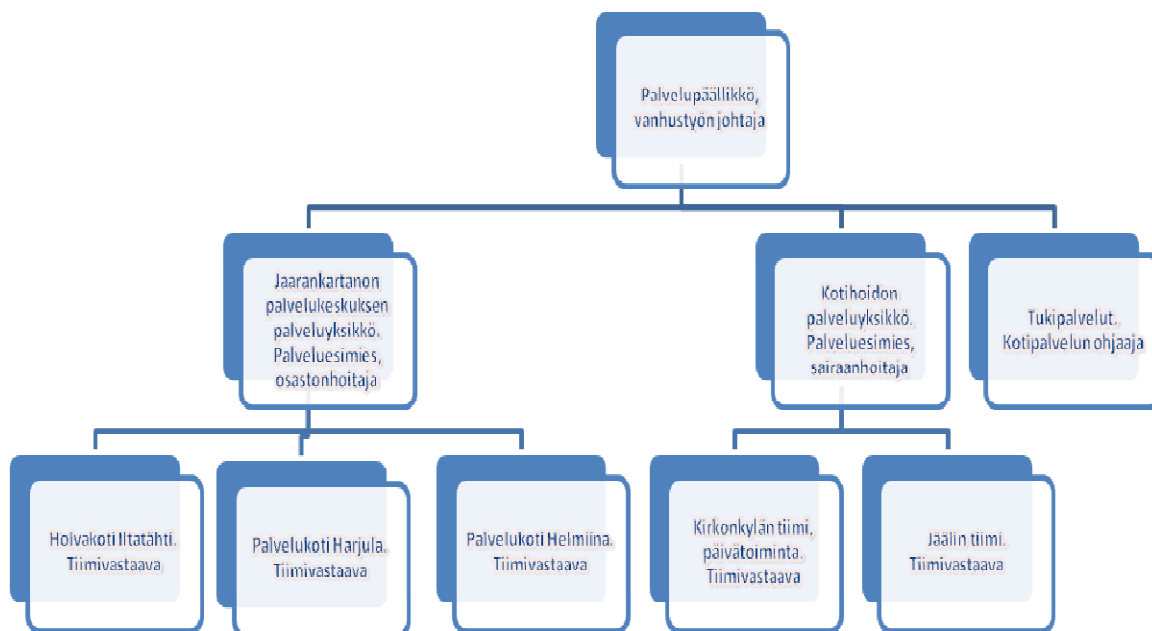 Palvelupäällikkö,
vanhustyön johtaja
Jaarankartanon
palvelukeskuksen
palveluyksikkö.
Palveluesimies,
osastonhoitaja
Kotihoidon
palveluyksikkö.
Palveluesimies,
sairaanhoitaja
Tukipalvelut.
Kotipalvelun ohjaaja
Hoivakoti Iltatähti.
Tiimivastaava
Palvelukoti Harjula.
Tiimivastaava
Palvelukoti Helmiina.
Tiimivastaava
Kirkonkylän tiimi,
päivätoiminta.
Tiimivastaava
Jäälin tiimi.
Tiimivastaava